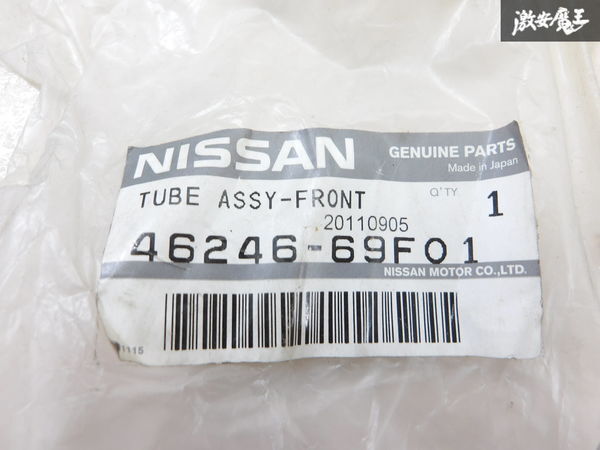 激安魔王
NISSAN
GENUINE PARTS
Made in Japan
TUBE ASSY-FRONT
Q'TY 1
20110905
46246-69F01
NISSAN MOTOR CO.,LTD.
1115